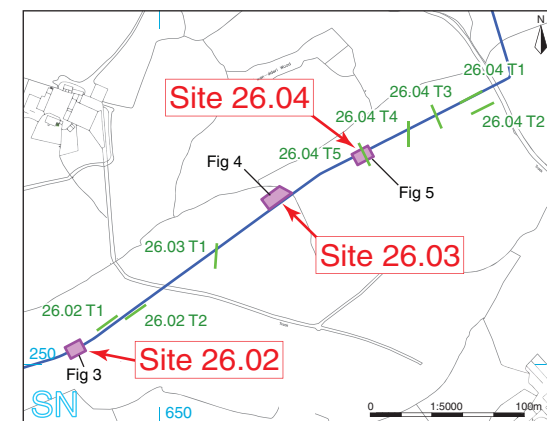 N
26.04 T1
Site 26.04
26.04 T3
26.04 T4
26.04 T2
Fig 4
26.04 T5
Fig 5
26.03 T1
Site 26.03
26.02 T1
26.02 T2
250
Site 26.02
Fig 3
SN
650
0
1:5000
100m